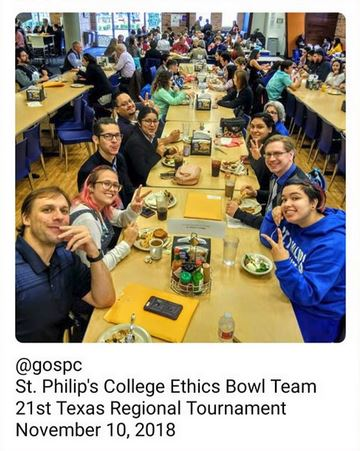 @gospc
St. Philip's College Ethics Bowl Team
21st Texas Regional Tournament
November 10, 2018